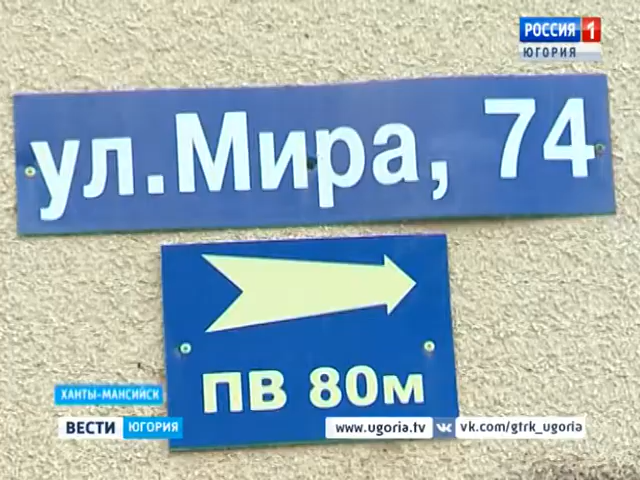 РОССИЯ 1
ЮГОРИЯ
ул.Мира, 74
ПВ 80м
ХАНТЫ-МАНСИЙСК
ВЕСТИ ЮГОРИЯ
www.ugoria.tv vk.com/gtrk_ugoria